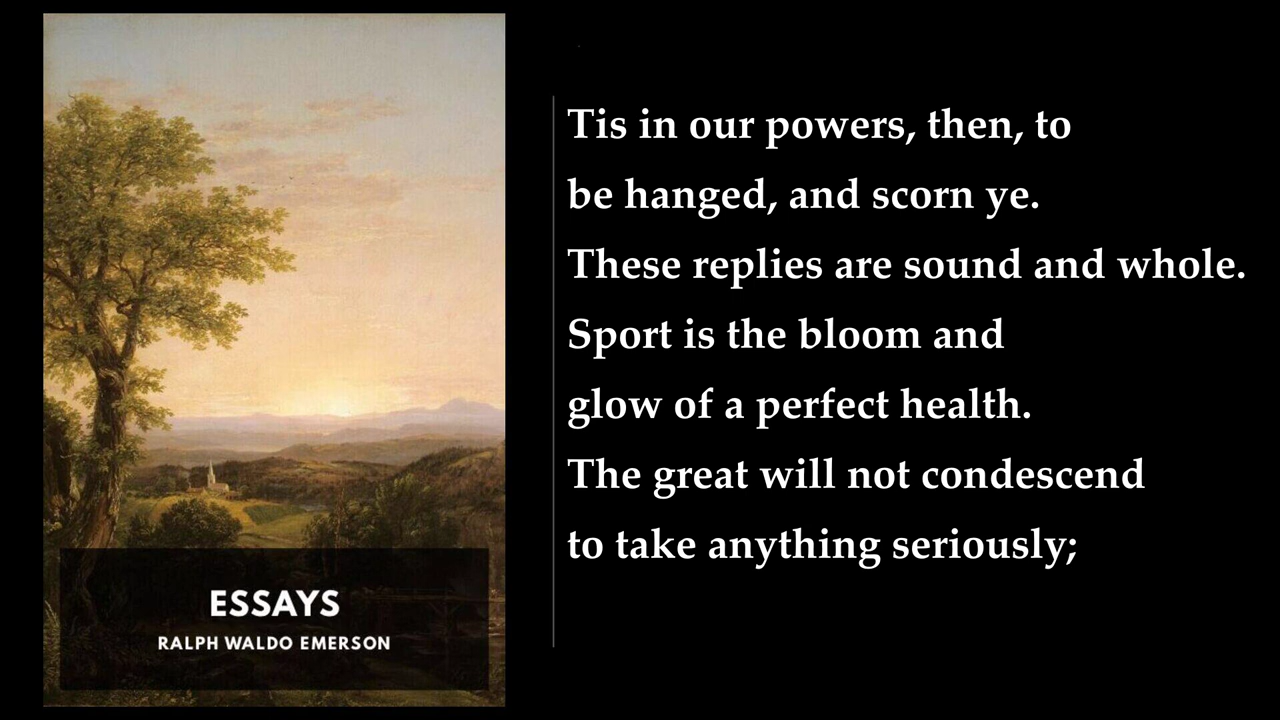 ESSAYS
RALPH WALDO EMERSON
Tis in our powers, then, to
be hanged, and scorn ye.
These replies are sound and whole.
Sport is the bloom and
glow of a perfect health.
The great will not condescend
to take anything seriously;